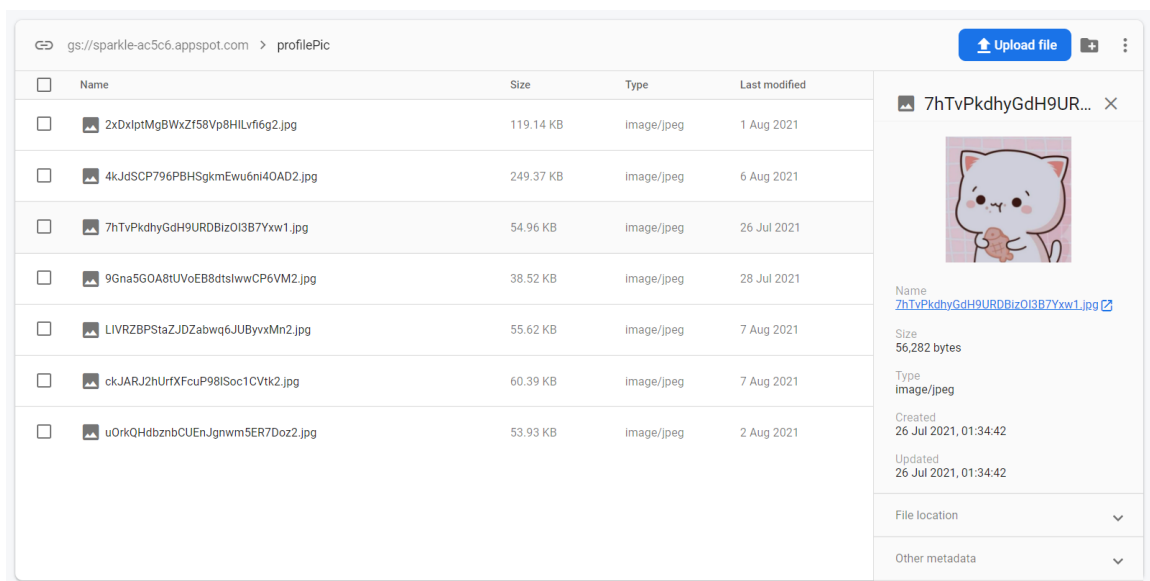 gs://sparkle-ac5c6.appspot.com > profilePic
Upload file
Name Size Type Last modified
2xDxIptMgBWxZf58Vp8HILvfi6g2.jpg 119.14 KB image/jpeg 1 Aug 2021
4kJdSCP796PBHSgkmEwu6ni4OAD2.jpg 249.37 KB image/jpeg 6 Aug 2021
7hTvPkdhyGdH9URDBizOI3B7Yxw1.jpg 54.96 KB image/jpeg 26 Jul 2021
9Gna5GOA8tUVoEB8dtsIwwCP6VM2.jpg 38.52 KB image/jpeg 28 Jul 2021
LIVRZBPStaZJDZabwq6JUByvxMn2.jpg 55.62 KB image/jpeg 7 Aug 2021
ckJARJ2hUrfXFcuP98ISoc1CVtk2.jpg 60.39 KB image/jpeg 7 Aug 2021
uOrkQHdbznbCUEnJgnwm5ER7Doz2.jpg 53.93 KB image/jpeg 2 Aug 2021
7hTvPkdhyGdH9UR...
Name
7hTvPkdhyGdH9URDBizOI3B7Yxw1.jpg
Size
56,282 bytes
Type
image/jpeg
Created
26 Jul 2021, 01:34:42
Updated
26 Jul 2021, 01:34:42
File location
Other metadata